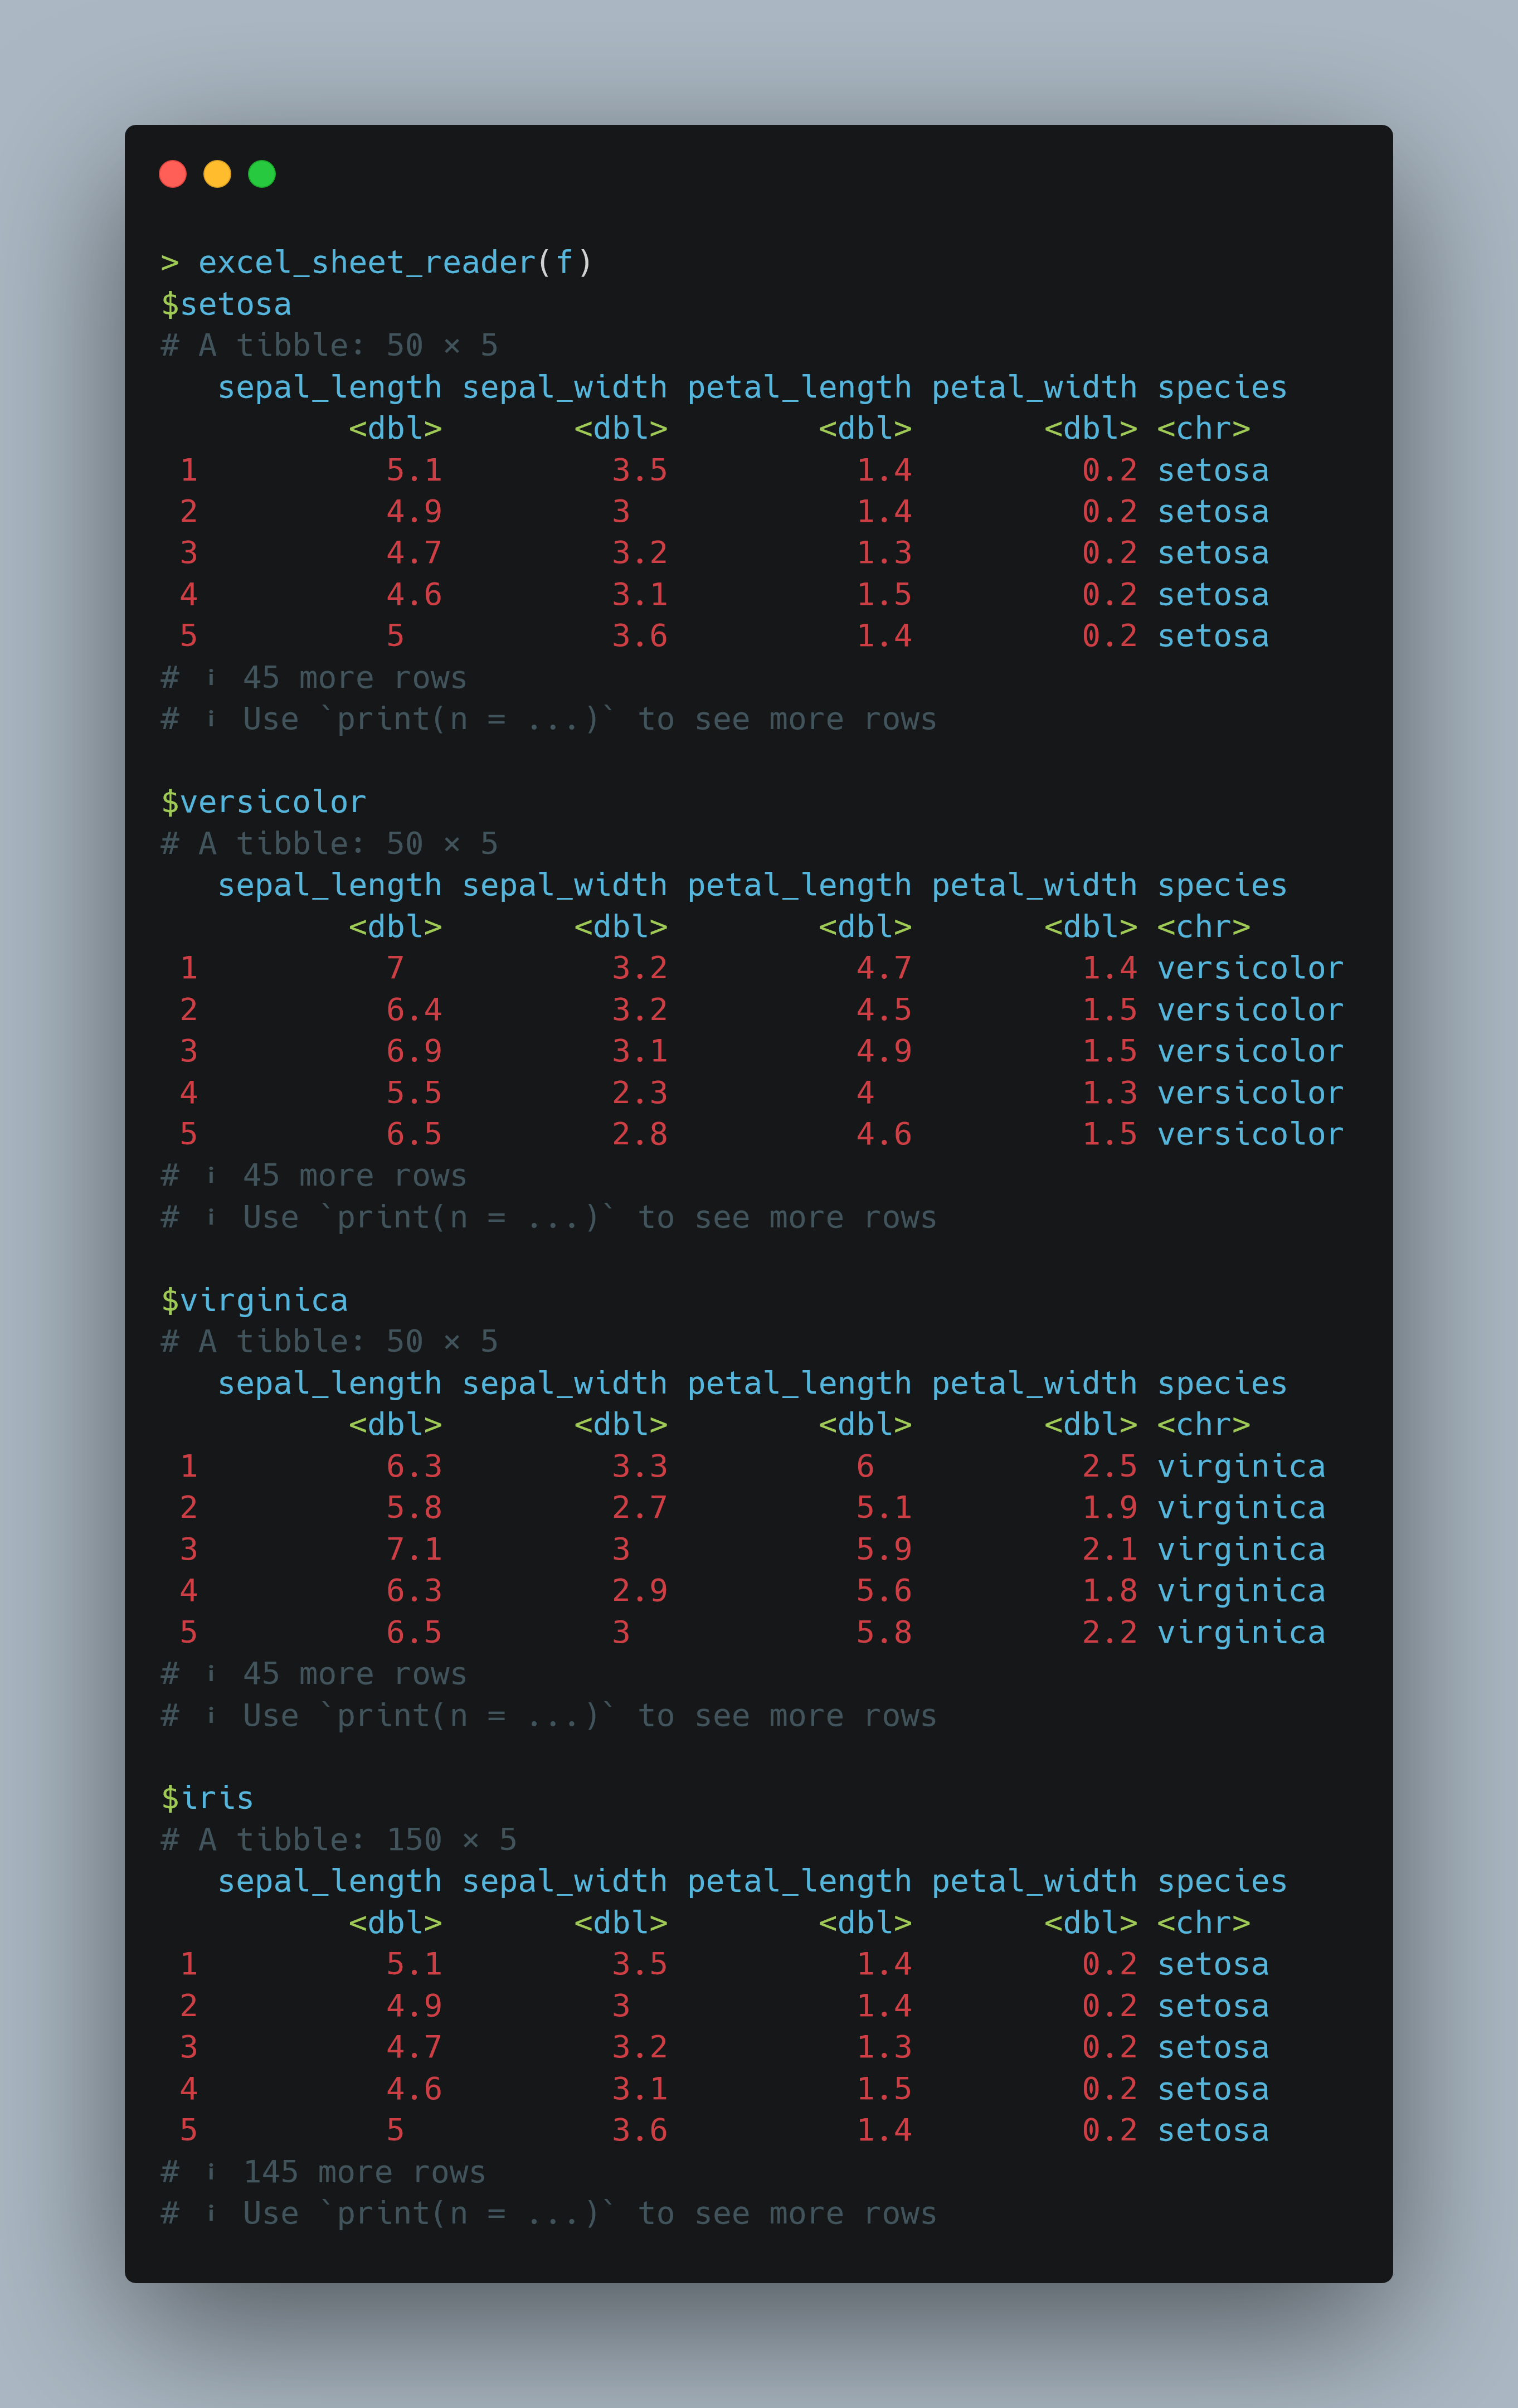 > excel_sheet_reader(f)
$setosa
# A tibble: 50 × 5
   sepal_length sepal_width petal_length petal_width species
          <dbl>       <dbl>        <dbl>       <dbl> <chr>
 1          5.1         3.5          1.4         0.2 setosa
 2          4.9         3            1.4         0.2 setosa
 3          4.7         3.2          1.3         0.2 setosa
 4          4.6         3.1          1.5         0.2 setosa
 5          5           3.6          1.4         0.2 setosa
# ℹ 45 more rows
# ℹ Use `print(n = ...)` to see more rows

$versicolor
# A tibble: 50 × 5
   sepal_length sepal_width petal_length petal_width species
          <dbl>       <dbl>        <dbl>       <dbl> <chr>
 1          7           3.2          4.7         1.4 versicolor
 2          6.4         3.2          4.5         1.5 versicolor
 3          6.9         3.1          4.9         1.5 versicolor
 4          5.5         2.3          4           1.3 versicolor
 5          6.5         2.8          4.6         1.5 versicolor
# ℹ 45 more rows
# ℹ Use `print(n = ...)` to see more rows

$virginica
# A tibble: 50 × 5
   sepal_length sepal_width petal_length petal_width species
          <dbl>       <dbl>        <dbl>       <dbl> <chr>
 1          6.3         3.3          6           2.5 virginica
 2          5.8         2.7          5.1         1.9 virginica
 3          7.1         3            5.9         2.1 virginica
 4          6.3         2.9          5.6         1.8 virginica
 5          6.5         3            5.8         2.2 virginica
# ℹ 45 more rows
# ℹ Use `print(n = ...)` to see more rows

$iris
# A tibble: 150 × 5
   sepal_length sepal_width petal_length petal_width species
          <dbl>       <dbl>        <dbl>       <dbl> <chr>
 1          5.1         3.5          1.4         0.2 setosa
 2          4.9         3            1.4         0.2 setosa
 3          4.7         3.2          1.3         0.2 setosa
 4          4.6         3.1          1.5         0.2 setosa
 5          5           3.6          1.4         0.2 setosa
# ℹ 145 more rows
# ℹ Use `print(n = ...)` to see more rows